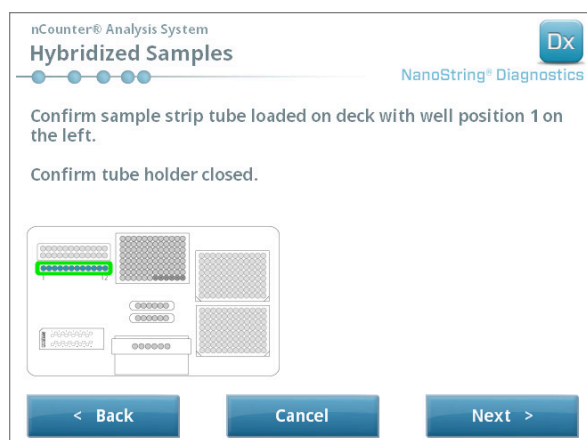 nCounter® Analysis System
Hybridized Samples
Dx
NanoString® Diagnostics
Confirm sample strip tube loaded on deck with well position 1 on
the left.
Confirm tube holder closed.
1 12
< Back
Cancel
Next >